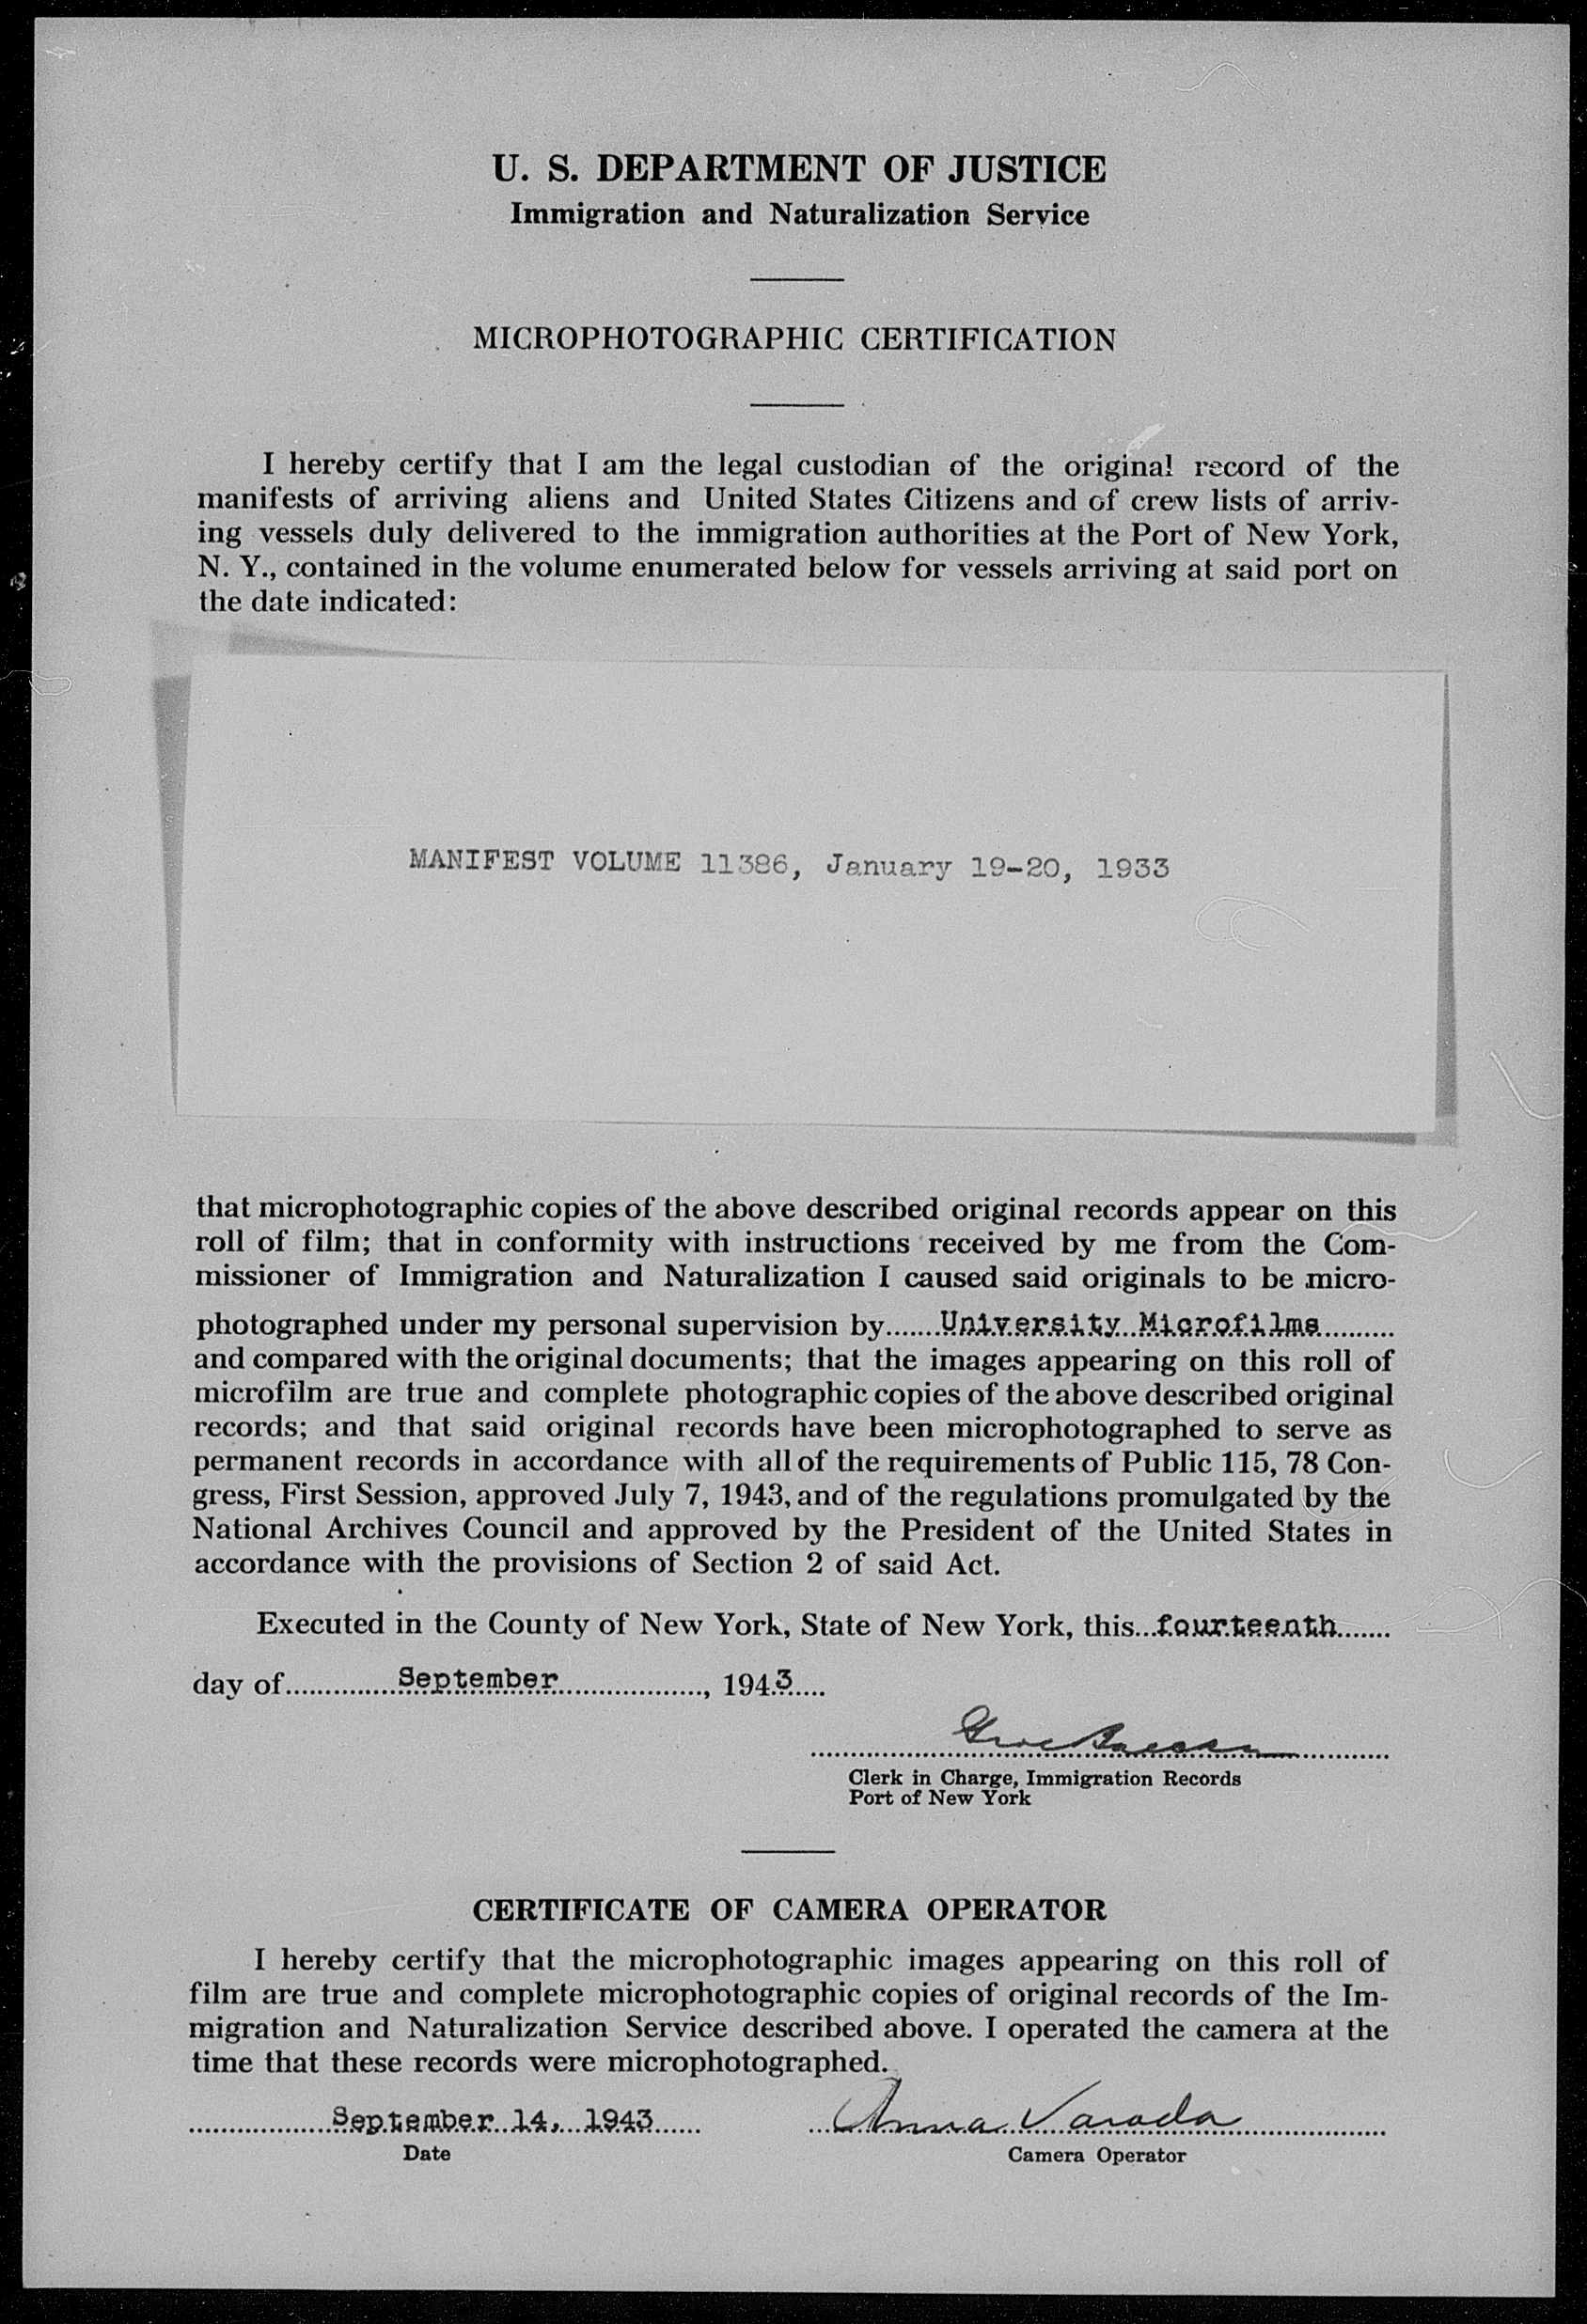 U. S. DEPARTMENT OF JUSTICE
Immigration and Naturalization Service
MICROPHOTOGRAPHIC CERTIFICATION
I hereby certify that I am the legal custodian of the original record of the
manifests of arriving aliens and United States Citizens and of crew lists of arriv-
ing vessels duly delivered to the immigration authorities at the Port of New York,
N. Y., contained in the volume enumerated below for vessels arriving at said port on
the date indicated:
MANIFEST VOLUME 11386, January 19-20, 1933
that microphotographic copies of the above described original records appear on this
roll of film; that in conformity with instructions received by me from the Com-
missioner of Immigration and Naturalization I caused said originals to be micro-
photographed under my personal supervision by.......University Microfilms..........
and compared with the original documents; that the images appearing on this roll of
microfilm are true and complete photographic copies of the above described original
records; and that said original records have been microphotographed to serve as
permanent records in accordance with all of the requirements of Public 115, 78 Con-
gress, First Session, approved July 7, 1943, and of the regulations promulgated by the
National Archives Council and approved by the President of the United States in
accordance with the provisions of Section 2 of said Act.
Executed in the County of New York, State of New York, this...fourteenth.......
day of..............September..................., 1943.....
Clerk in Charge, Immigration Records
Port of New York
CERTIFICATE OF CAMERA OPERATOR
I hereby certify that the microphotographic images appearing on this roll of
film are true and complete microphotographic copies of original records of the Im-
migration and Naturalization Service described above. I operated the camera at the
time that these records were microphotographed.
September 14, 1943
Anna Varada
Date
Camera Operator